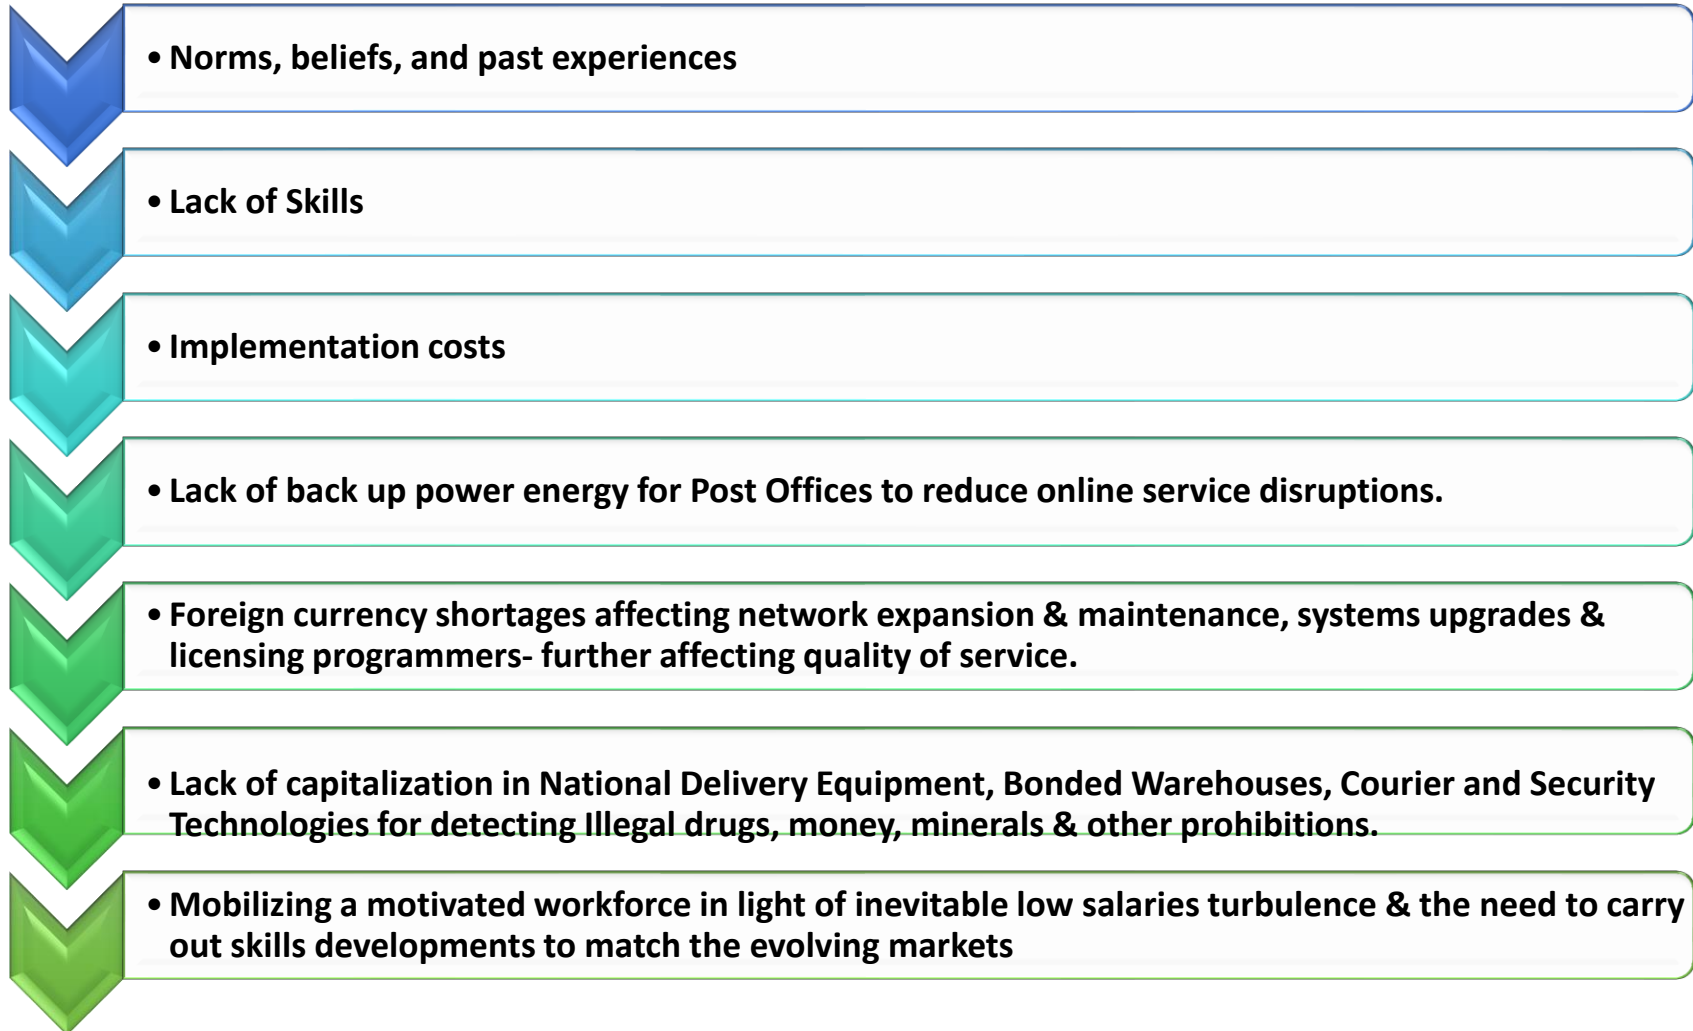 • Norms, beliefs, and past experiences
• Lack of Skills
• Implementation costs
• Lack of back up power energy for Post Offices to reduce online service disruptions.
• Foreign currency shortages affecting network expansion & maintenance, systems upgrades &
licensing programmers- further affecting quality of service.
• Lack of capitalization in National Delivery Equipment, Bonded Warehouses, Courier and Security
Technologies for detecting Illegal drugs, money, minerals & other prohibitions.
• Mobilizing a motivated workforce in light of inevitable low salaries turbulence & the need to carry
out skills developments to match the evolving markets